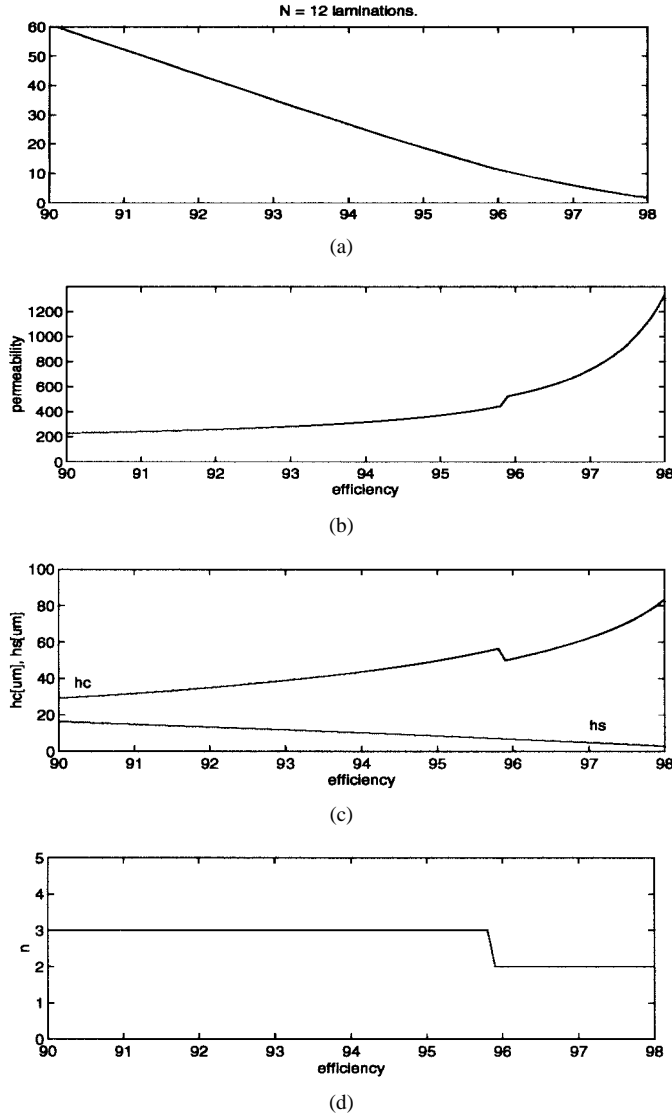 N = 12 laminations.
60
50
40
30
20
10
0
90 91 92 93 94 95 96 97 98
(a)
permeability
1200
1000
800
600
400
200
0
90 91 92 93 94 95 96 97 98
efficiency
(b)
hc[um], hs[um]
100
80
60
40
20
0
hc
hs
90 91 92 93 94 95 96 97 98
efficiency
(c)
n
5
4
3
2
1
0
90 91 92 93 94 95 96 97 98
efficiency
(d)